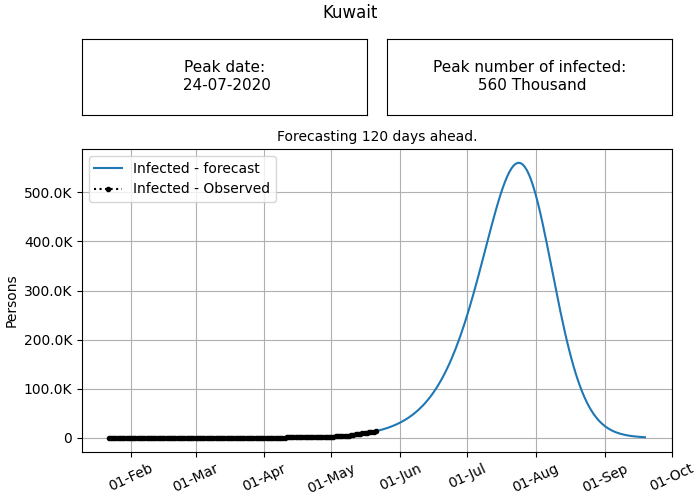 Kuwait
Peak date:
24-07-2020
Peak number of infected:
560 Thousand
Forecasting 120 days ahead.
Infected - forecast
Infected - Observed
Persons
500.0K
400.0K
300.0K
200.0K
100.0K
0
01-Feb
01-Mar
01-Apr
01-May
01-Jun
01-Jul
01-Aug
01-Sep
01-Oct